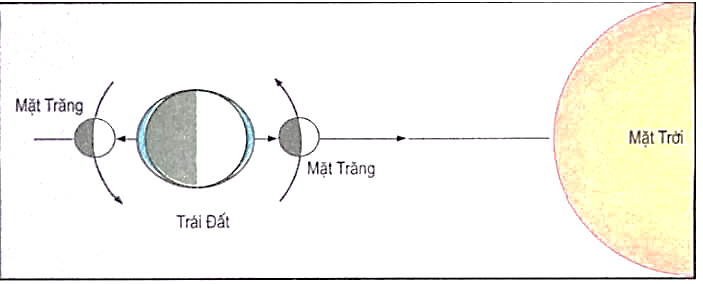 Mặt Trăng
Mặt Trời
Mặt Trăng
Trái Đất